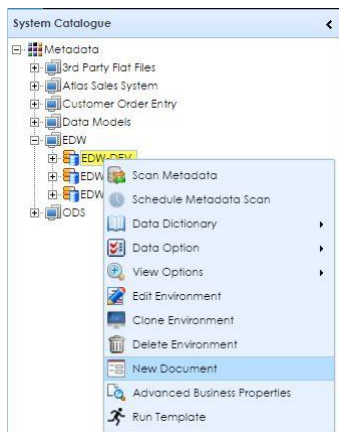 System Catalogue
Metadata
3rd Party Flat Files
Atlas Sales System
Customer Order Entry
Data Models
EDW
EDW-DEV
EDW
EDW
ODS
Scan Metadata
Schedule Metadata Scan
Data Dictionary
Data Option
View Options
Edit Environment
Clone Environment
Delete Environment
New Document
Advanced Business Properties
Run Template